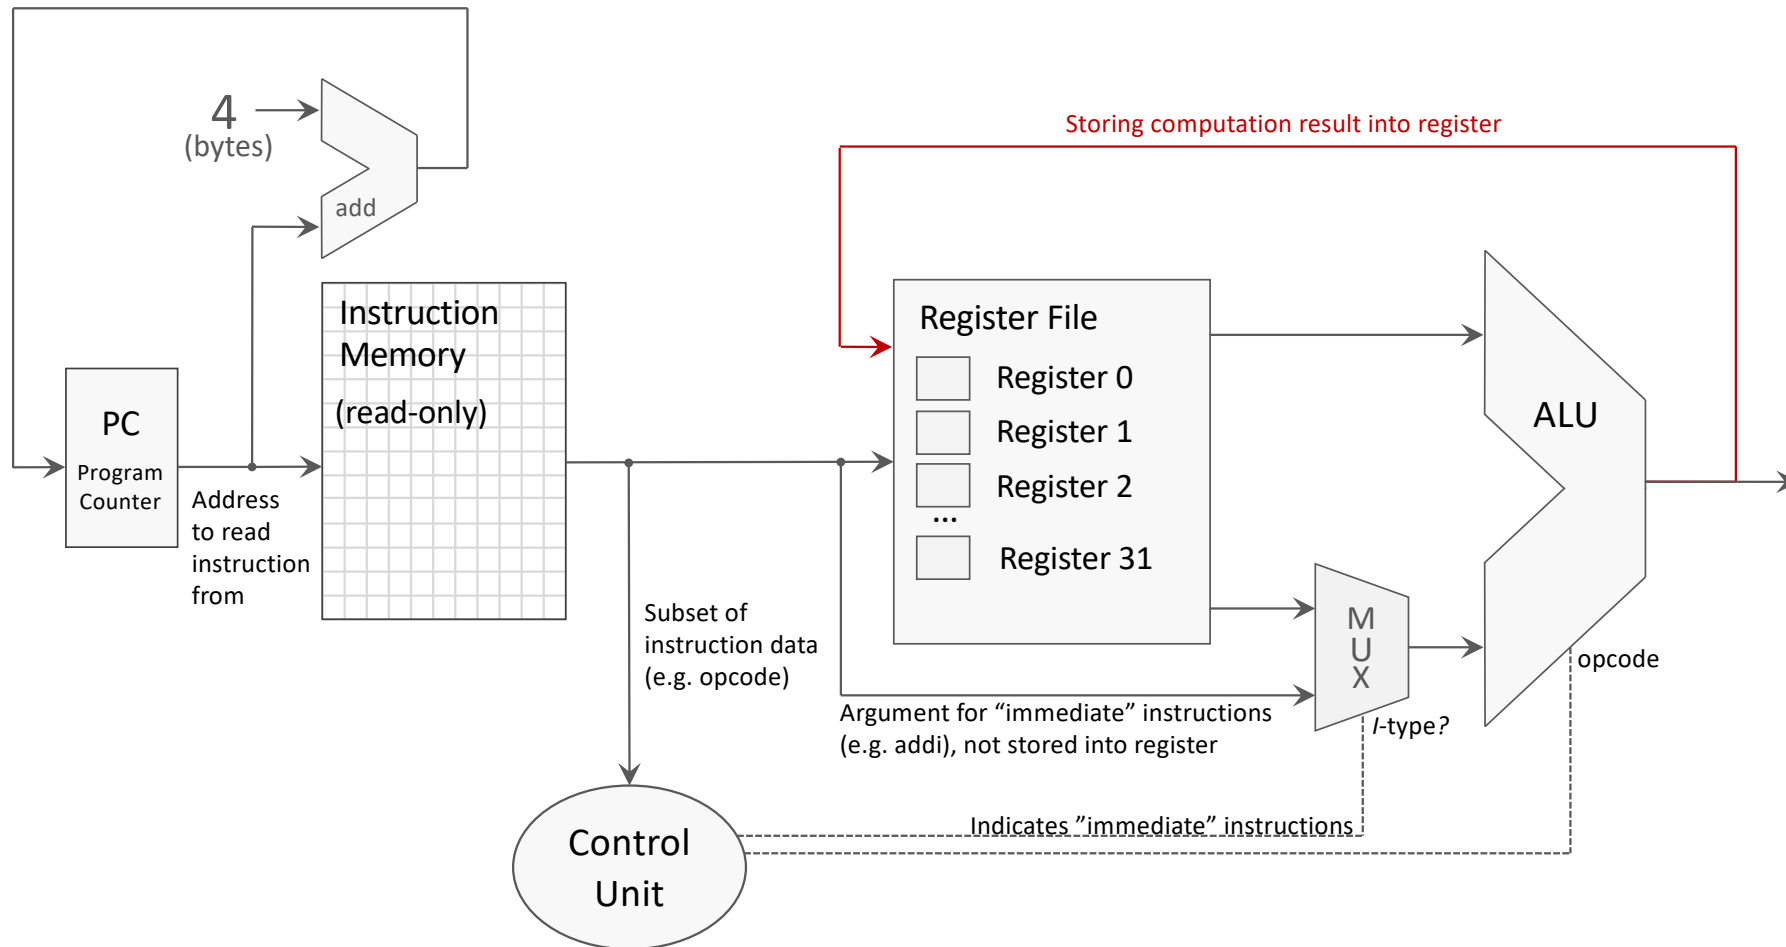 4
(bytes)
add
Storing computation result into register
Instruction
Memory
(read-only)
Register File
Register 0
Register 1
Register 2
...
Register 31
ALU
PC
Program
Counter
Address
to read
instruction
from
Subset of
instruction data
(e.g. opcode)
M
U
X
opcode
I-type?
Argument for “immediate” instructions
(e.g. addi), not stored into register
Indicates ”immediate” instructions
Control
Unit